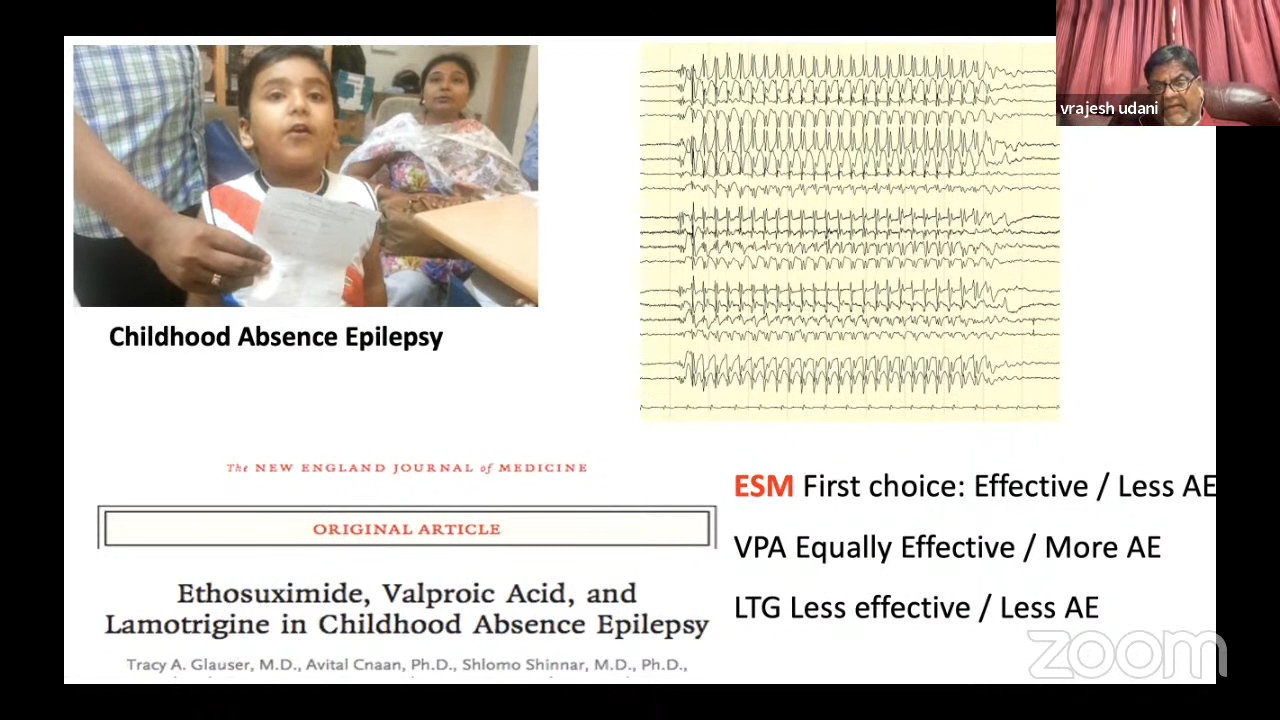 vrajesh udani
Childhood Absence Epilepsy
The NEW ENGLAND JOURNAL of MEDICINE
ORIGINAL ARTICLE
Ethosuximide, Valproic Acid, and
Lamotrigine in Childhood Absence Epilepsy
Tracy A. Glauser, M.D., Avital Cnaan, Ph.D., Shlomo Shinnar, M.D., Ph.D.,
ESM First choice: Effective / Less AE
VPA Equally Effective / More AE
LTG Less effective / Less AE
zoom